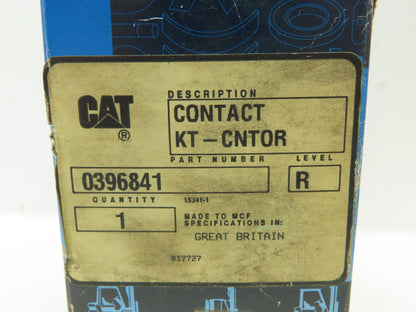 DESCRIPTION
CAT
®
CONTACT
KT-CNTOR
PART NUMBER
LEVEL
0396841
R
QUANTITY
15341-1
1
MADE TO MCF
SPECIFICATIONS IN:
GREAT BRITAIN
017727